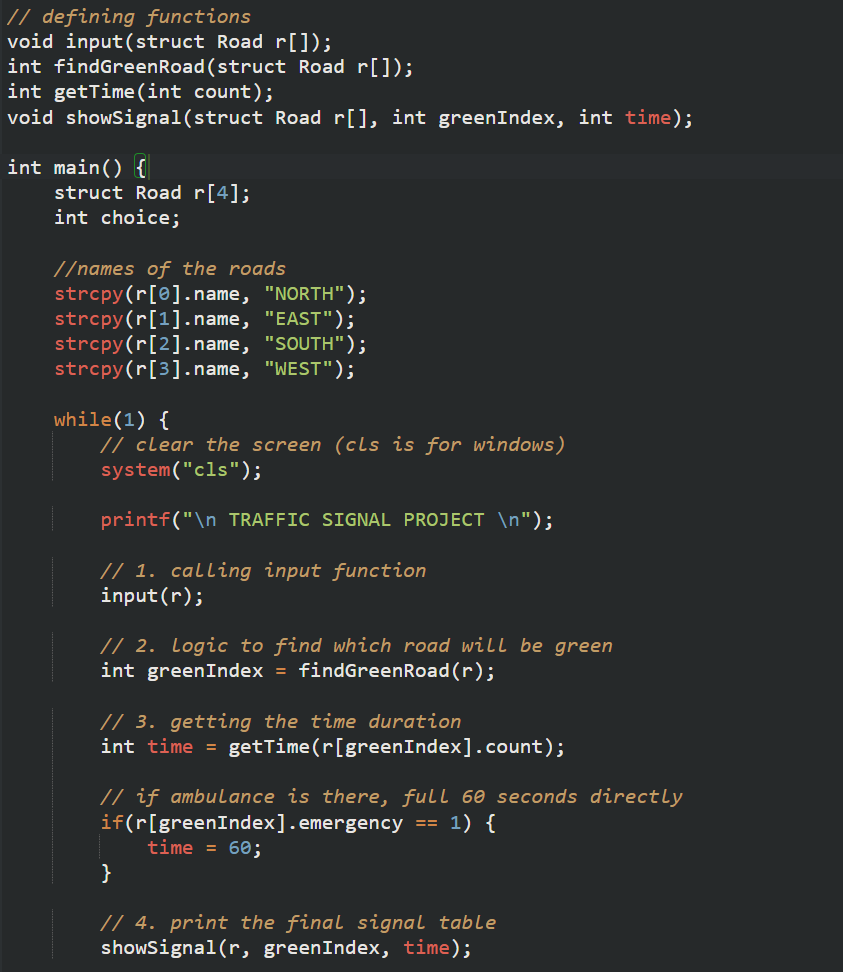 // defining functions
void input(struct Road r[]);
int findGreenRoad(struct Road r[]);
int getTime(int count);
void showSignal(struct Road r[], int greenIndex, int time);
int main() {
struct Road r[4];
int choice;
//names of the roads
strcpy(r[0].name, "NORTH");
strcpy(r[1].name, "EAST");
strcpy(r[2].name, "SOUTH");
strcpy(r[3].name, "WEST");
while(1) {
// clear the screen (cls is for windows)
system("cls");
printf("\n TRAFFIC SIGNAL PROJECT \n");
// 1. calling input function
input(r);
// 2. logic to find which road will be green
int greenIndex = findGreenRoad(r);
// 3. getting the time duration
int time = getTime(r[greenIndex].count);
// if ambulance is there, full 60 seconds directly
if(r[greenIndex].emergency == 1) {
time = 60;
}
// 4. print the final signal table
showSignal(r, greenIndex, time);